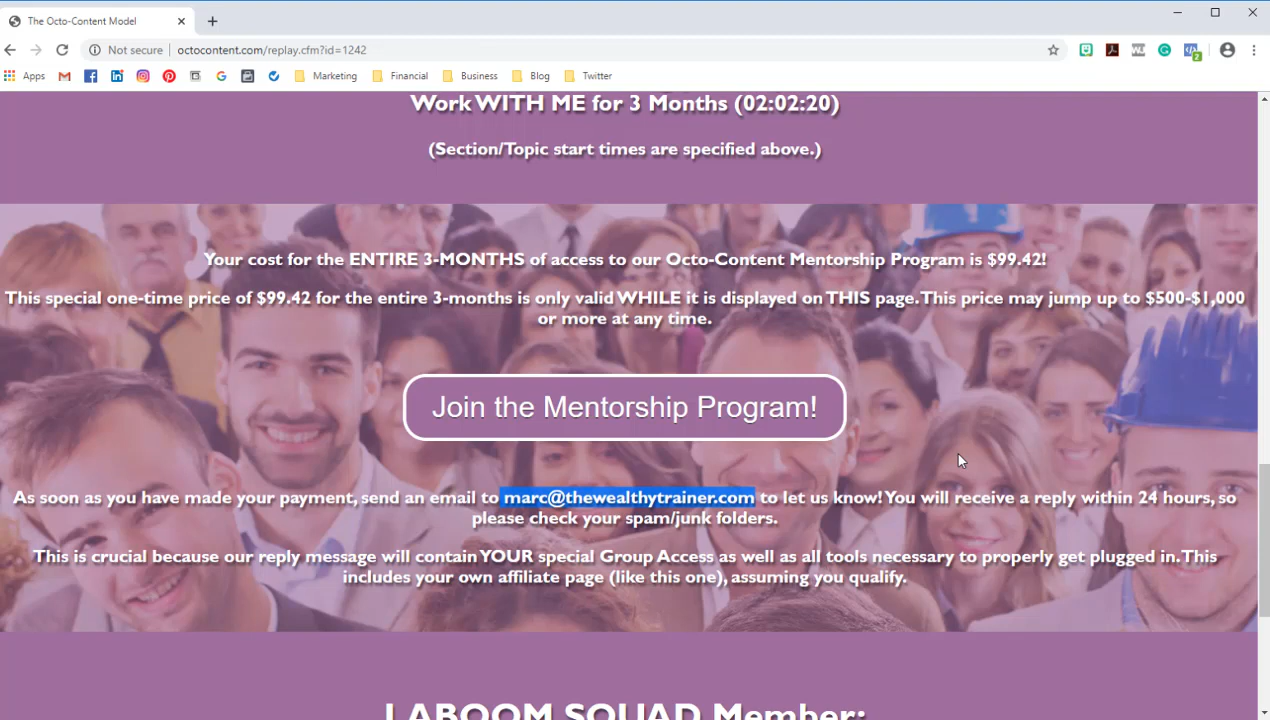 The Octo-Content Model
Not secure
octocontent.com/replay.cfm?id=1242
2
Apps
Marketing
Financial
Business
Blog
Twitter
Work WITH ME for 3 Months (02:02:20)
(Section/Topic start times are specified above.)
Your cost for the ENTIRE 3-MONTHS of access to our Octo-Content Mentorship Program is $99.42!
This special one-time price of $99.42 for the entire 3-months is only valid WHILE it is displayed on THIS page. This price may jump up to $500-$1,000
or more at any time.
Join the Mentorship Program!
As soon as you have made your payment, send an email to marc@thewealthytrainer.com to let us know! You will receive a reply within 24 hours, so
please check your spam/junk folders.
This is crucial because our reply message will contain YOUR special Group Access as well as all tools necessary to properly get plugged in. This
includes your own affiliate page (like this one), assuming you qualify.
LABOOM SQUAD Member: